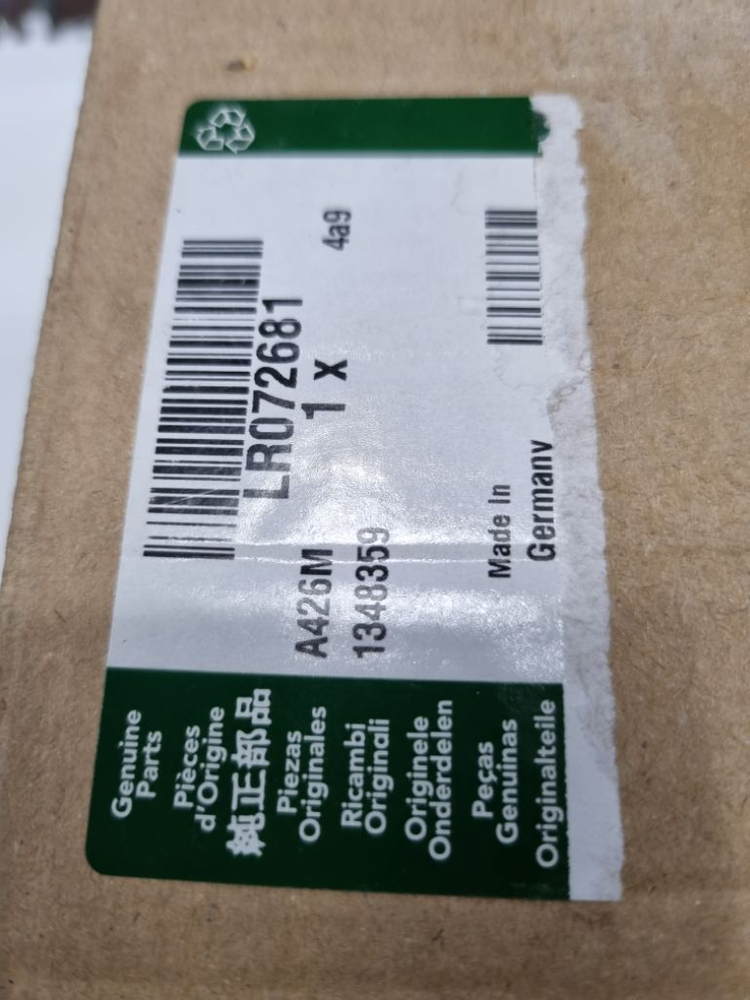 Genuine
Parts
Pièces
d'Origine
純正部品
Piezas
Originales
Ricambi
Originali
Originele
Onderdelen
Peças
Genuinas
Originalteile
LR072681
A426M 1 x 4a9
1348359
Made In
Germany